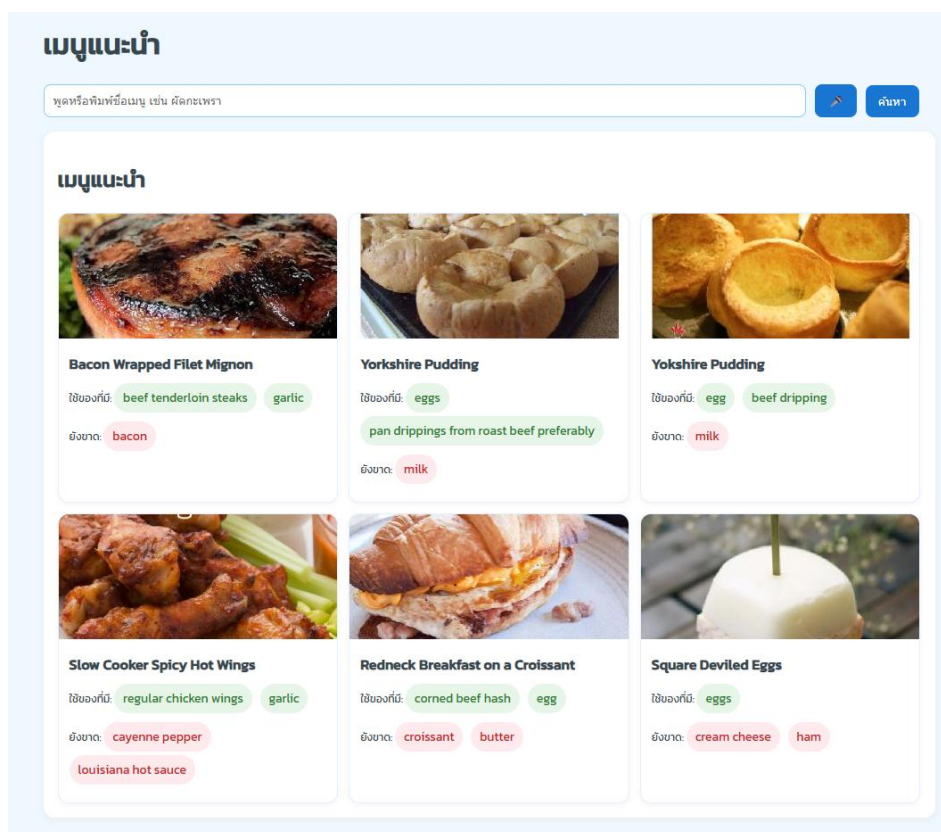 เมนูแนะนำ
พูดหรือพิมพ์ชื่อเมนู เช่น ผัดกะเพรา
ค้นหา
เมนูแนะนำ
Bacon Wrapped Filet Mignon
ใช้ของที่มี: beef tenderloin steaks garlic
ยังขาด: bacon
Yorkshire Pudding
ใช้ของที่มี: eggs
pan drippings from roast beef preferably
ยังขาด: milk
Yokshire Pudding
ใช้ของที่มี: egg beef dripping
ยังขาด: milk
Slow Cooker Spicy Hot Wings
ใช้ของที่มี: regular chicken wings garlic
ยังขาด: cayenne pepper
louisiana hot sauce
Redneck Breakfast on a Croissant
ใช้ของที่มี: corned beef hash egg
ยังขาด: croissant butter
Square Deviled Eggs
ใช้ของที่มี: eggs
ยังขาด: cream cheese ham